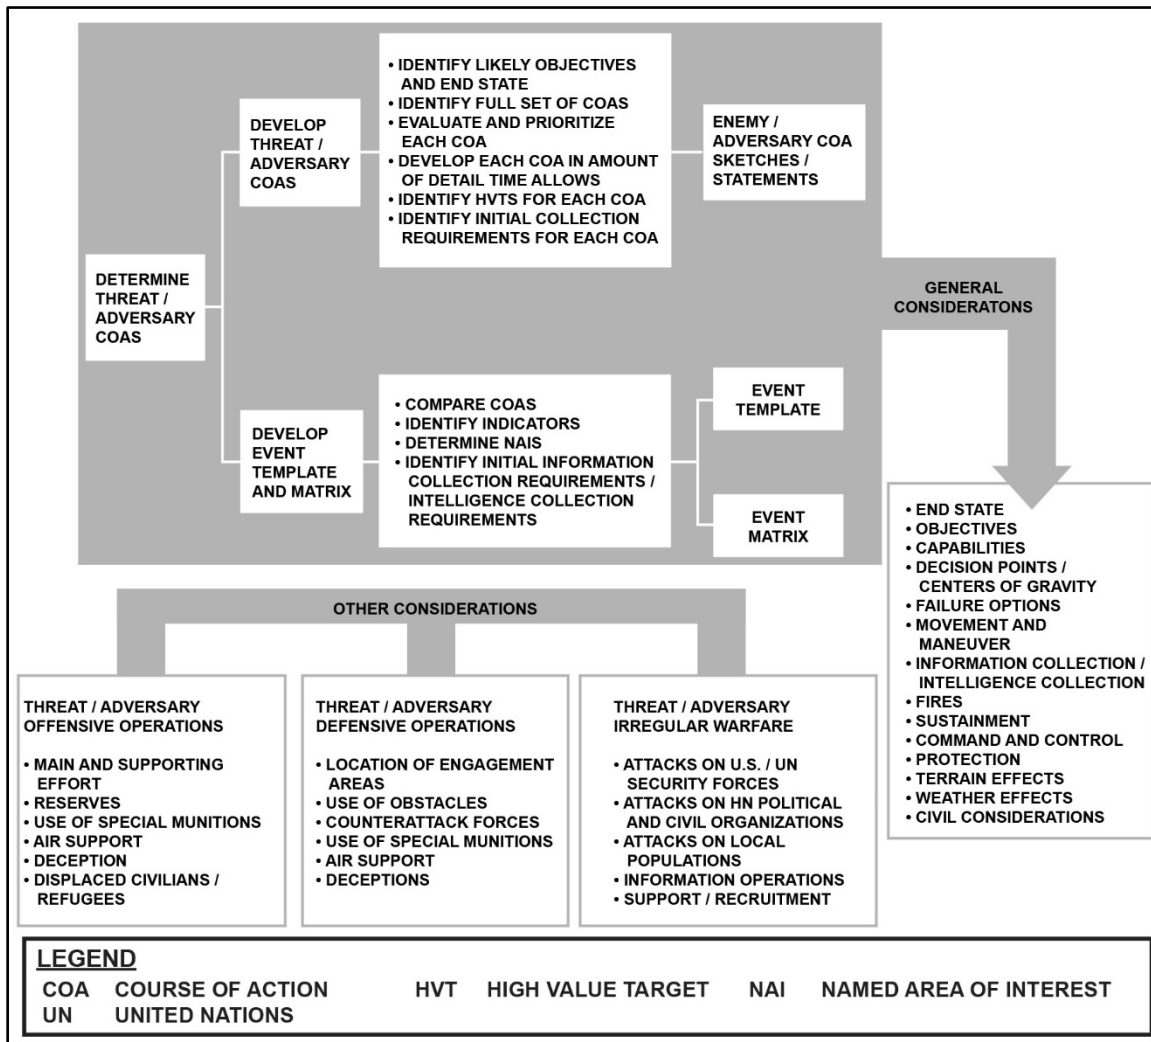 DETERMINE
THREAT /
ADVERSARY
COAS
DEVELOP
THREAT /
ADVERSARY
COAS
• IDENTIFY LIKELY OBJECTIVES
AND END STATE
• IDENTIFY FULL SET OF COAS
• EVALUATE AND PRIORITIZE
EACH COA
• DEVELOP EACH COA IN AMOUNT
OF DETAIL TIME ALLOWS
• IDENTIFY HVTS FOR EACH COA
• IDENTIFY INITIAL COLLECTION
REQUIREMENTS FOR EACH COA
ENEMY /
ADVERSARY COA
SKETCHES /
STATEMENTS
DEVELOP
EVENT
TEMPLATE
AND MATRIX
• COMPARE COAS
• IDENTIFY INDICATORS
• DETERMINE NAIS
• IDENTIFY INITIAL INFORMATION
COLLECTION REQUIREMENTS /
INTELLIGENCE COLLECTION
REQUIREMENTS
EVENT
TEMPLATE
EVENT
MATRIX
GENERAL
CONSIDERATONS
• END STATE
• OBJECTIVES
• CAPABILITIES
• DECISION POINTS /
CENTERS OF GRAVITY
• FAILURE OPTIONS
• MOVEMENT AND
MANEUVER
• INFORMATION COLLECTION /
INTELLIGENCE COLLECTION
• FIRES
• SUSTAINMENT
• COMMAND AND CONTROL
• PROTECTION
• TERRAIN EFFECTS
• WEATHER EFFECTS
• CIVIL CONSIDERATIONS
OTHER CONSIDERATIONS
THREAT / ADVERSARY
OFFENSIVE OPERATIONS
• MAIN AND SUPPORTING
EFFORT
• RESERVES
• USE OF SPECIAL MUNITIONS
• AIR SUPPORT
• DECEPTION
• DISPLACED CIVILIANS /
REFUGEES
THREAT / ADVERSARY
DEFENSIVE OPERATIONS
• LOCATION OF ENGAGEMENT
AREAS
• USE OF OBSTACLES
• COUNTERATTACK FORCES
• USE OF SPECIAL MUNITIONS
• AIR SUPPORT
• DECEPTIONS
THREAT / ADVERSARY
IRREGULAR WARFARE
• ATTACKS ON U.S. / UN
SECURITY FORCES
• ATTACKS ON HN POLITICAL
AND CIVIL ORGANIZATIONS
• ATTACKS ON LOCAL
POPULATIONS
• INFORMATION OPERATIONS
• SUPPORT / RECRUITMENT
LEGEND
COA COURSE OF ACTION HVT HIGH VALUE TARGET NAI NAMED AREA OF INTEREST
UN UNITED NATIONS